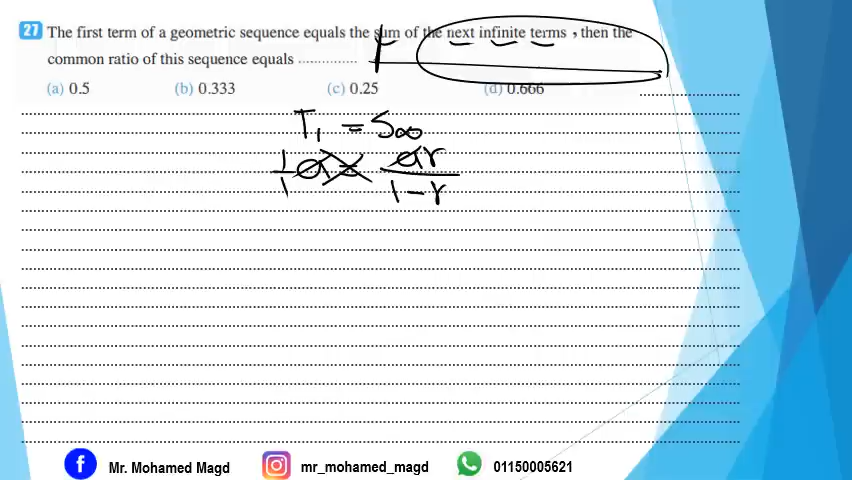 27 The first term of a geometric sequence equals the sum of the next infinite terms , then the
common ratio of this sequence equals ..............
(a) 0.5 (b) 0.333 (c) 0.25 (d) 0.666
T₁ = S∞
1/1 a = ar/1-r
Mr. Mohamed Magd mr_mohamed_magd 01150005621